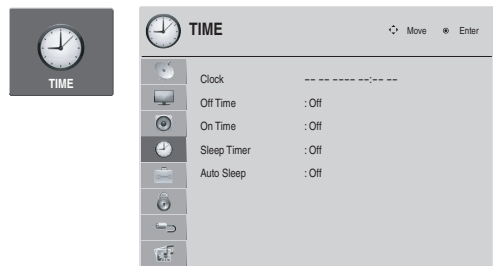 TIME
TIME Move Enter
Clock -- -- ---- --:-- --
Off Time : Off
On Time : Off
Sleep Timer : Off
Auto Sleep : Off